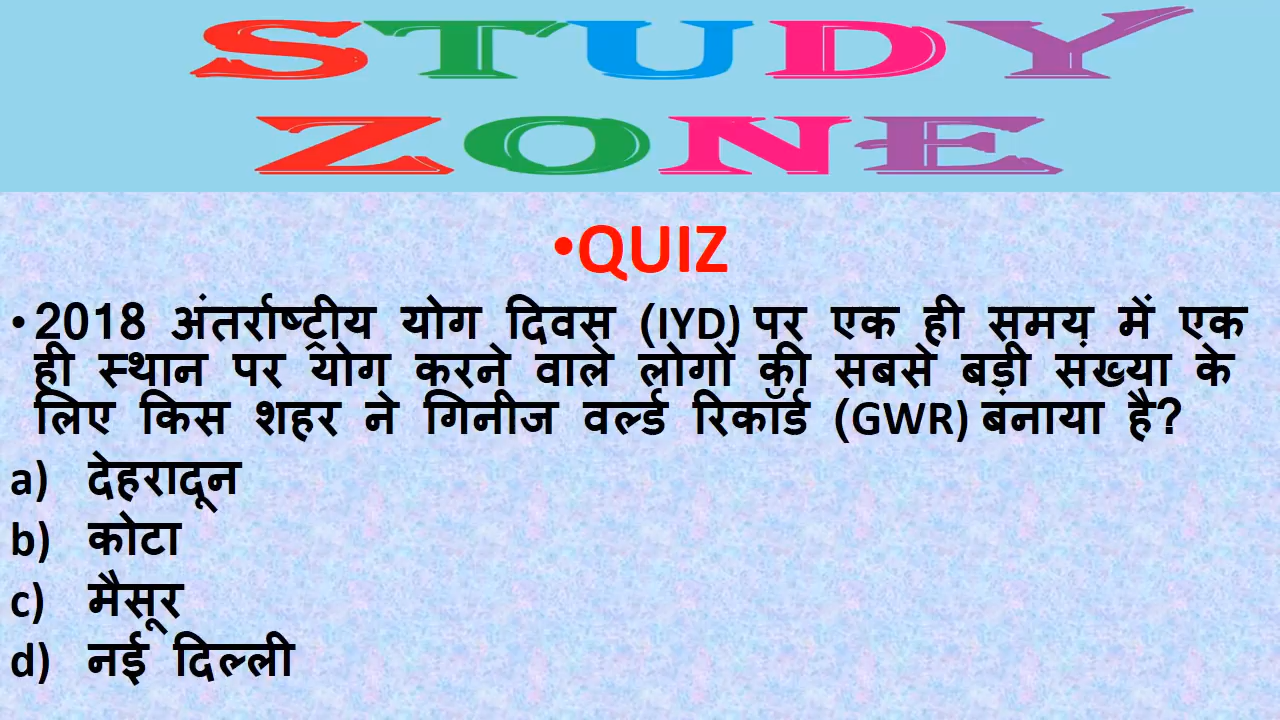 STUDY
ZONE
•QUIZ
• 2018 अंतर्राष्ट्रीय योग दिवस (IYD) पर एक ही समय में एक
ही स्थान पर योग करने वाले लोगों की सबसे बड़ी संख्या के
लिए किस शहर ने गिनीज वर्ल्ड रिकॉर्ड (GWR) बनाया है?
a) देहरादून
b) कोटा
c) मैसूर
d) नई दिल्ली